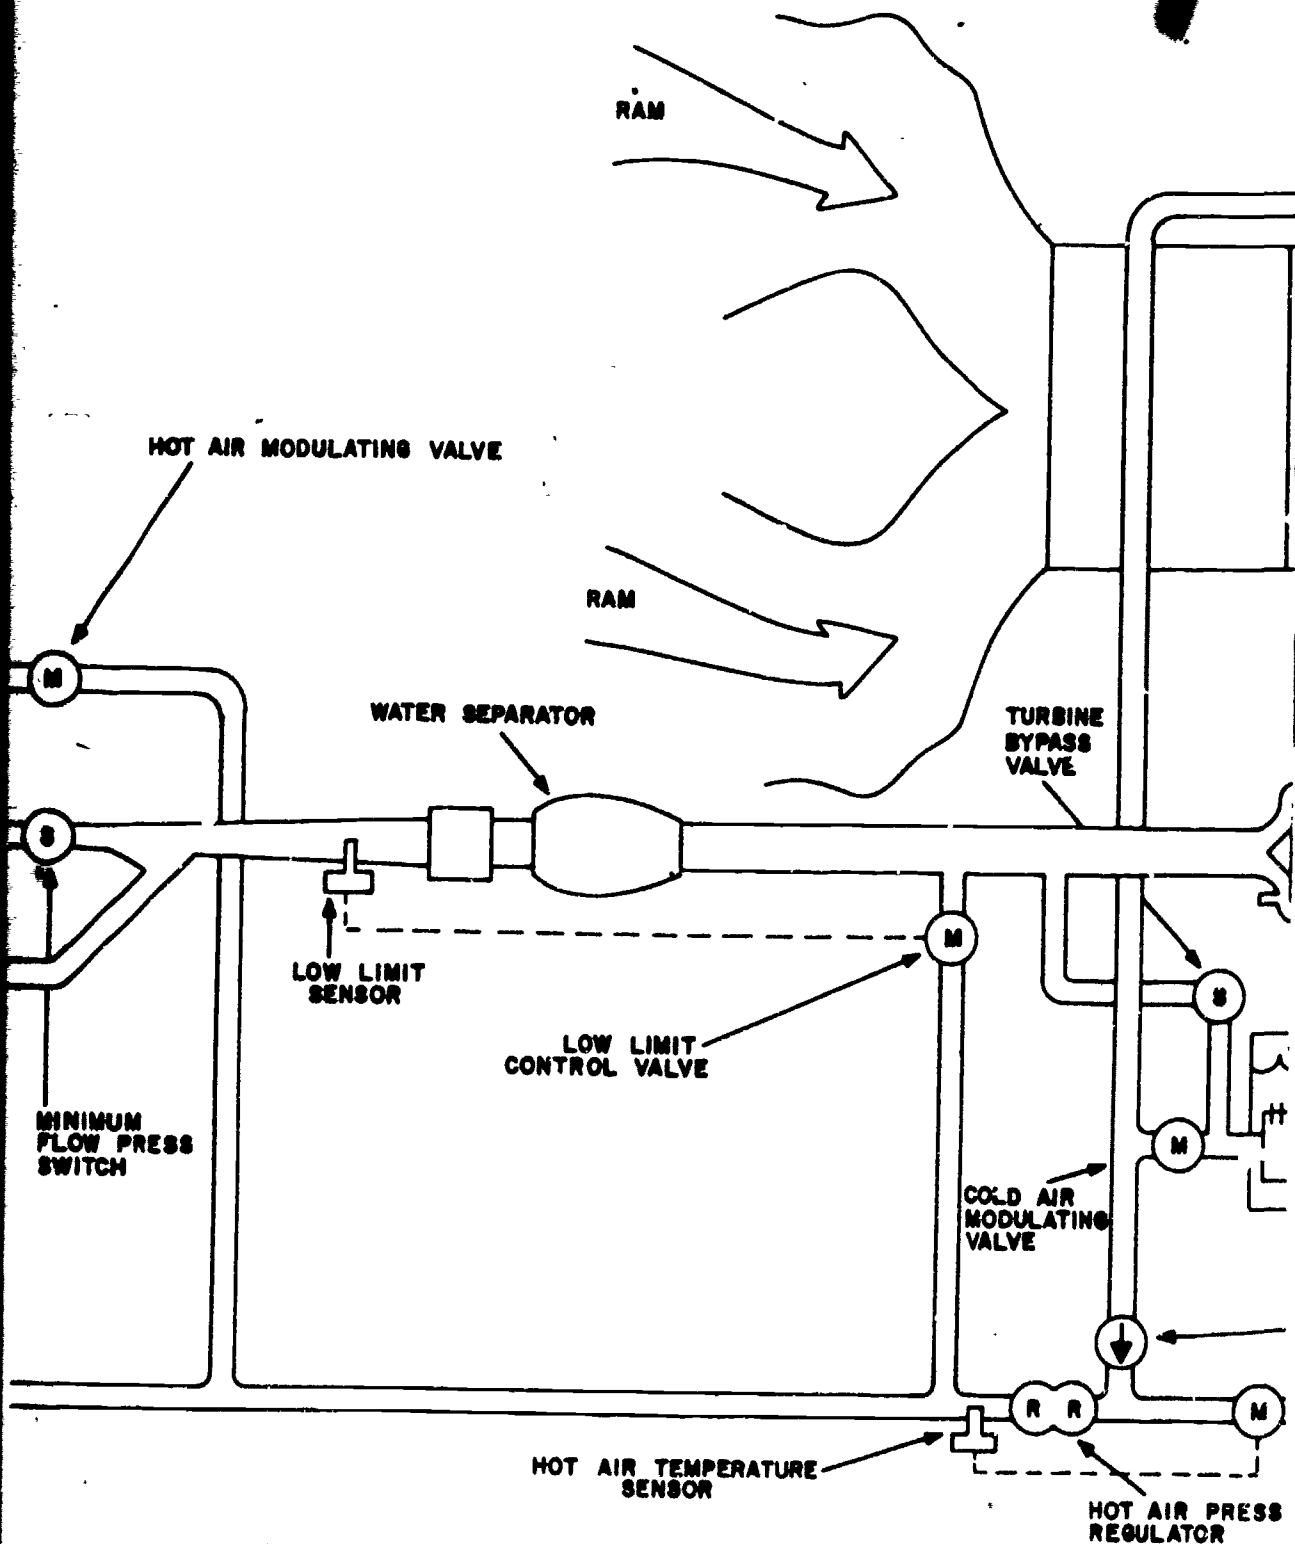 RAM
HOT AIR MODULATING VALVE
RAM
M
WATER SEPARATOR
TURBINE
BYPASS
VALVE
S
M
LOW LIMIT
SENSOR
S
LOW LIMIT
CONTROL VALVE
MINIMUM
FLOW PRESS
SWITCH
M
COLD AIR
MODULATING
VALVE
R R
M
HOT AIR TEMPERATURE
SENSOR
HOT AIR PRESS
REGULATOR